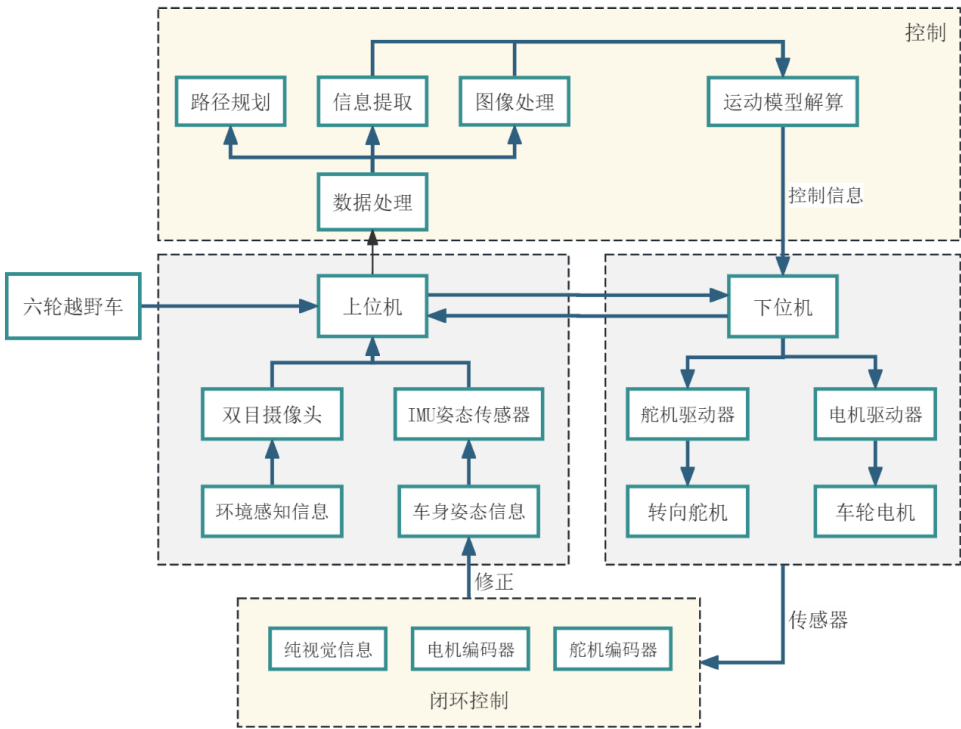 控制
路径规划
信息提取
图像处理
运动模型解算
数据处理
控制信息
六轮越野车
上位机
下位机
双目摄像头
IMU姿态传感器
舵机驱动器
电机驱动器
环境感知信息
车身姿态信息
转向舵机
车轮电机
修正
传感器
纯视觉信息
电机编码器
舵机编码器
闭环控制